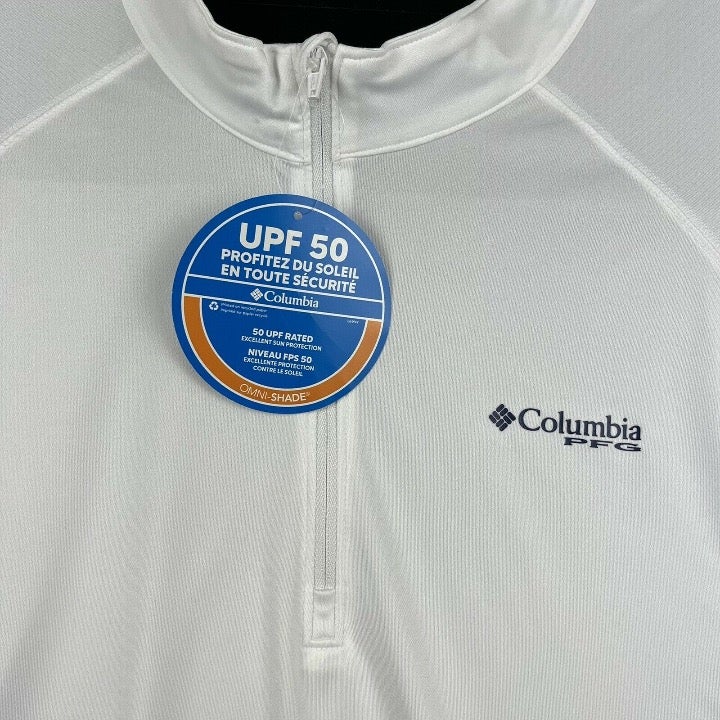 UPF 50
PROFITEZ DU SOLEIL
EN TOUTE SÉCURITÉ
Columbia
50 UPF RATED
EXCELLENT SUN PROTECTION
NIVEAU FPS 50
EXCELLENTE PROTECTION
CONTRE LE SOLEIL
OMNI-SHADE®
Columbia
PFG